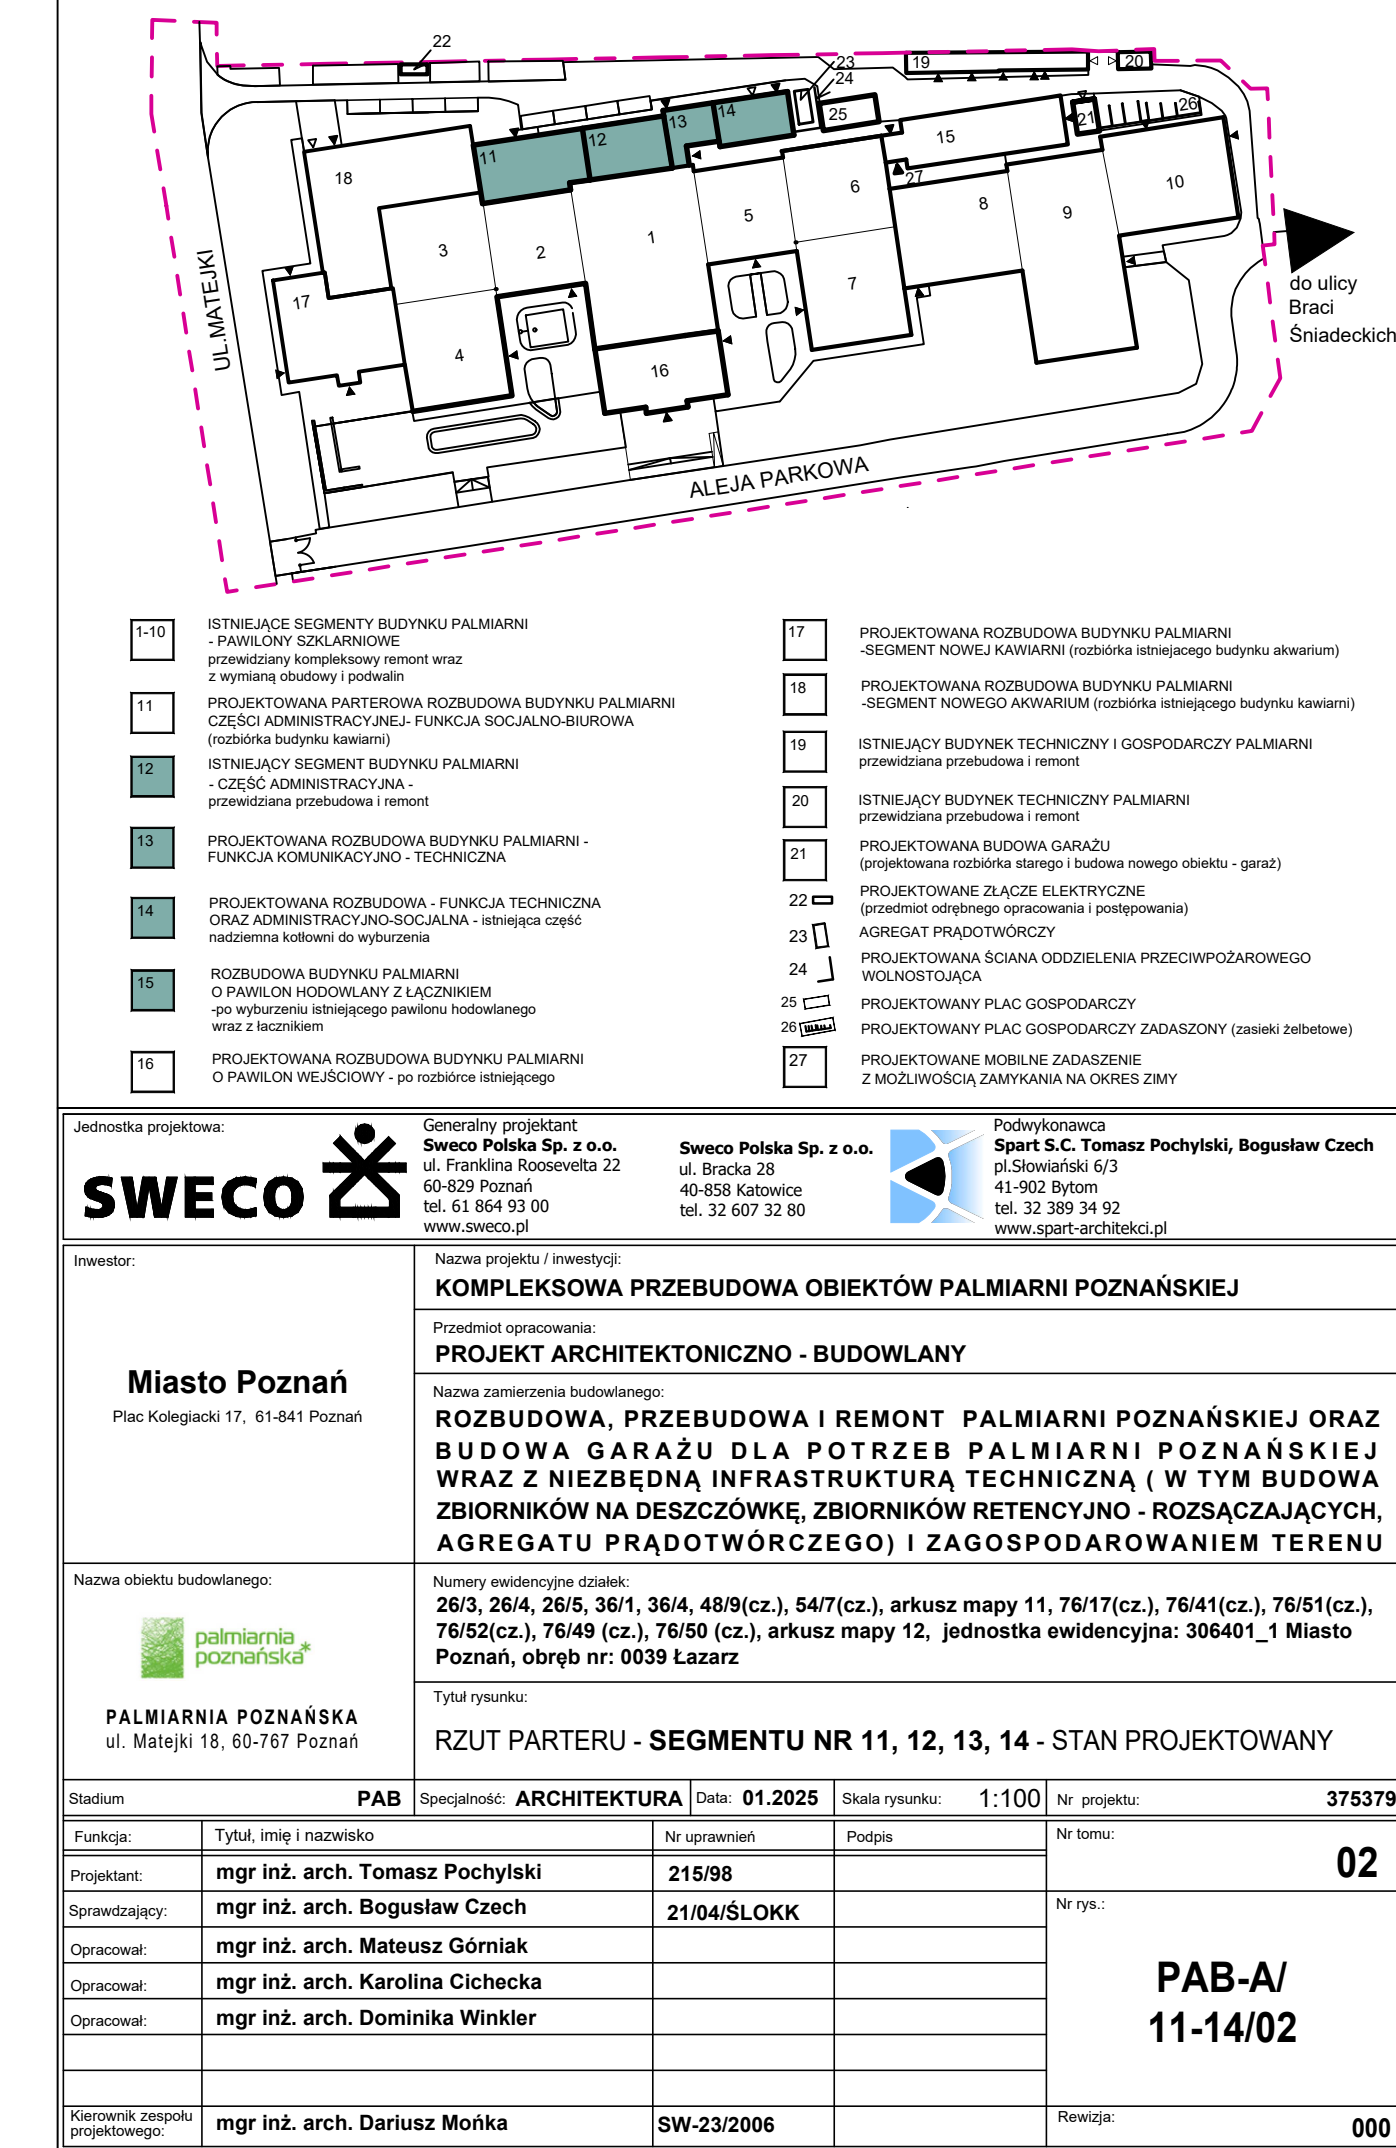 22
23
24
19
20
25
21
26
14
13
12
11
15
27
18
6
10
5
8
9
1
3
2
7
17
4
16
UL.MATEJKI
ALEJA PARKOWA
do ulicy
Braci
Śniadeckich
1-10
ISTNIEJĄCE SEGMENTY BUDYNKU PALMIARNI
- PAWILONY SZKLARNIOWE
przewidziany kompleksowy remont wraz
z wymianą obudowy i podwalin
11
PROJEKTOWANA PARTEROWA ROZBUDOWA BUDYNKU PALMIARNI
CZĘŚCI ADMINISTRACYJNEJ- FUNKCJA SOCJALNO-BIUROWA
(rozbiórka budynku kawiarni)
12
ISTNIEJĄCY SEGMENT BUDYNKU PALMIARNI
- CZĘŚĆ ADMINISTRACYJNA -
przewidziana przebudowa i remont
13
PROJEKTOWANA ROZBUDOWA BUDYNKU PALMIARNI -
FUNKCJA KOMUNIKACYJNO - TECHNICZNA
14
PROJEKTOWANA ROZBUDOWA - FUNKCJA TECHNICZNA
ORAZ ADMINISTRACYJNO-SOCJALNA - istniejąca część
nadziemna kotłowni do wyburzenia
15
ROZBUDOWA BUDYNKU PALMIARNI
O PAWILON HODOWLANY Z ŁĄCZNIKIEM
-po wyburzeniu istniejącego pawilonu hodowlanego
wraz z łacznikiem
16
PROJEKTOWANA ROZBUDOWA BUDYNKU PALMIARNI
O PAWILON WEJŚCIOWY - po rozbiórce istniejącego
17
PROJEKTOWANA ROZBUDOWA BUDYNKU PALMIARNI
-SEGMENT NOWEJ KAWIARNI (rozbiórka istniejacego budynku akwarium)
18
PROJEKTOWANA ROZBUDOWA BUDYNKU PALMIARNI
-SEGMENT NOWEGO AKWARIUM (rozbiórka istniejącego budynku kawiarni)
19
ISTNIEJĄCY BUDYNEK TECHNICZNY I GOSPODARCZY PALMIARNI
przewidziana przebudowa i remont
20
ISTNIEJĄCY BUDYNEK TECHNICZNY PALMIARNI
przewidziana przebudowa i remont
21
PROJEKTOWANA BUDOWA GARAŻU
(projektowana rozbiórka starego i budowa nowego obiektu - garaż)
22
PROJEKTOWANE ZŁĄCZE ELEKTRYCZNE
(przedmiot odrębnego opracowania i postępowania)
23
AGREGAT PRĄDOTWÓRCZY
24
PROJEKTOWANA ŚCIANA ODDZIELENIA PRZECIWPOŻAROWEGO
WOLNOSTOJĄCA
25
PROJEKTOWANY PLAC GOSPODARCZY
26
PROJEKTOWANY PLAC GOSPODARCZY ZADASZONY (zasieki żelbetowe)
27
PROJEKTOWANE MOBILNE ZADASZENIE
Z MOŻLIWOŚCIĄ ZAMYKANIA NA OKRES ZIMY
Jednostka projektowa:
SWECO
Generalny projektant
Sweco Polska Sp. z o.o.
ul. Franklina Roosevelta 22
60-829 Poznań
tel. 61 864 93 00
www.sweco.pl
Sweco Polska Sp. z o.o.
ul. Bracka 28
40-858 Katowice
tel. 32 607 32 80
Podwykonawca
Spart S.C. Tomasz Pochylski, Bogusław Czech
pl.Słowiański 6/3
41-902 Bytom
tel. 32 389 34 92
www.spart-architekci.pl
Inwestor:
Miasto Poznań
Plac Kolegiacki 17, 61-841 Poznań
Nazwa projektu / inwestycji:
KOMPLEKSOWA PRZEBUDOWA OBIEKTÓW PALMIARNI POZNAŃSKIEJ
Przedmiot opracowania:
PROJEKT ARCHITEKTONICZNO - BUDOWLANY
Nazwa zamierzenia budowlanego:
ROZBUDOWA, PRZEBUDOWA I REMONT PALMIARNI POZNAŃSKIEJ ORAZ
BUDOWA GARAŻU DLA POTRZEB PALMIARNI POZNAŃSKIEJ
WRAZ Z NIEZBĘDNĄ INFRASTRUKTURĄ TECHNICZNĄ ( W TYM BUDOWA
ZBIORNIKÓW NA DESZCZÓWKĘ, ZBIORNIKÓW RETENCYJNO - ROZSĄCZAJĄCYCH,
AGREGATU PRĄDOTWÓRCZEGO) I ZAGOSPODAROWANIEM TERENU
Nazwa obiektu budowlanego:
palmiarnia
poznańska*
PALMIARNIA POZNAŃSKA
ul. Matejki 18, 60-767 Poznań
Numery ewidencyjne działek:
26/3, 26/4, 26/5, 36/1, 36/4, 48/9(cz.), 54/7(cz.), arkusz mapy 11, 76/17(cz.), 76/41(cz.), 76/51(cz.),
76/52(cz.), 76/49 (cz.), 76/50 (cz.), arkusz mapy 12, jednostka ewidencyjna: 306401_1 Miasto
Poznań, obręb nr: 0039 Łazarz
Tytuł rysunku:
RZUT PARTERU - SEGMENTU NR 11, 12, 13, 14 - STAN PROJEKTOWANY
Stadium PAB Specjalność: ARCHITEKTURA Data: 01.2025 Skala rysunku: 1:100 Nr projektu: 375379
Funkcja: Tytuł, imię i nazwisko Nr uprawnień Podpis
Projektant: mgr inż. arch. Tomasz Pochylski 215/98
Sprawdzający: mgr inż. arch. Bogusław Czech 21/04/ŚLOKK
Opracował: mgr inż. arch. Mateusz Górniak
Opracował: mgr inż. arch. Karolina Cichecka
Opracował: mgr inż. arch. Dominika Winkler
Kierownik zespołu
projektowego: mgr inż. arch. Dariusz Mońka SW-23/2006
Nr tomu:
02
Nr rys.:
PAB-A/
11-14/02
Rewizja:
000